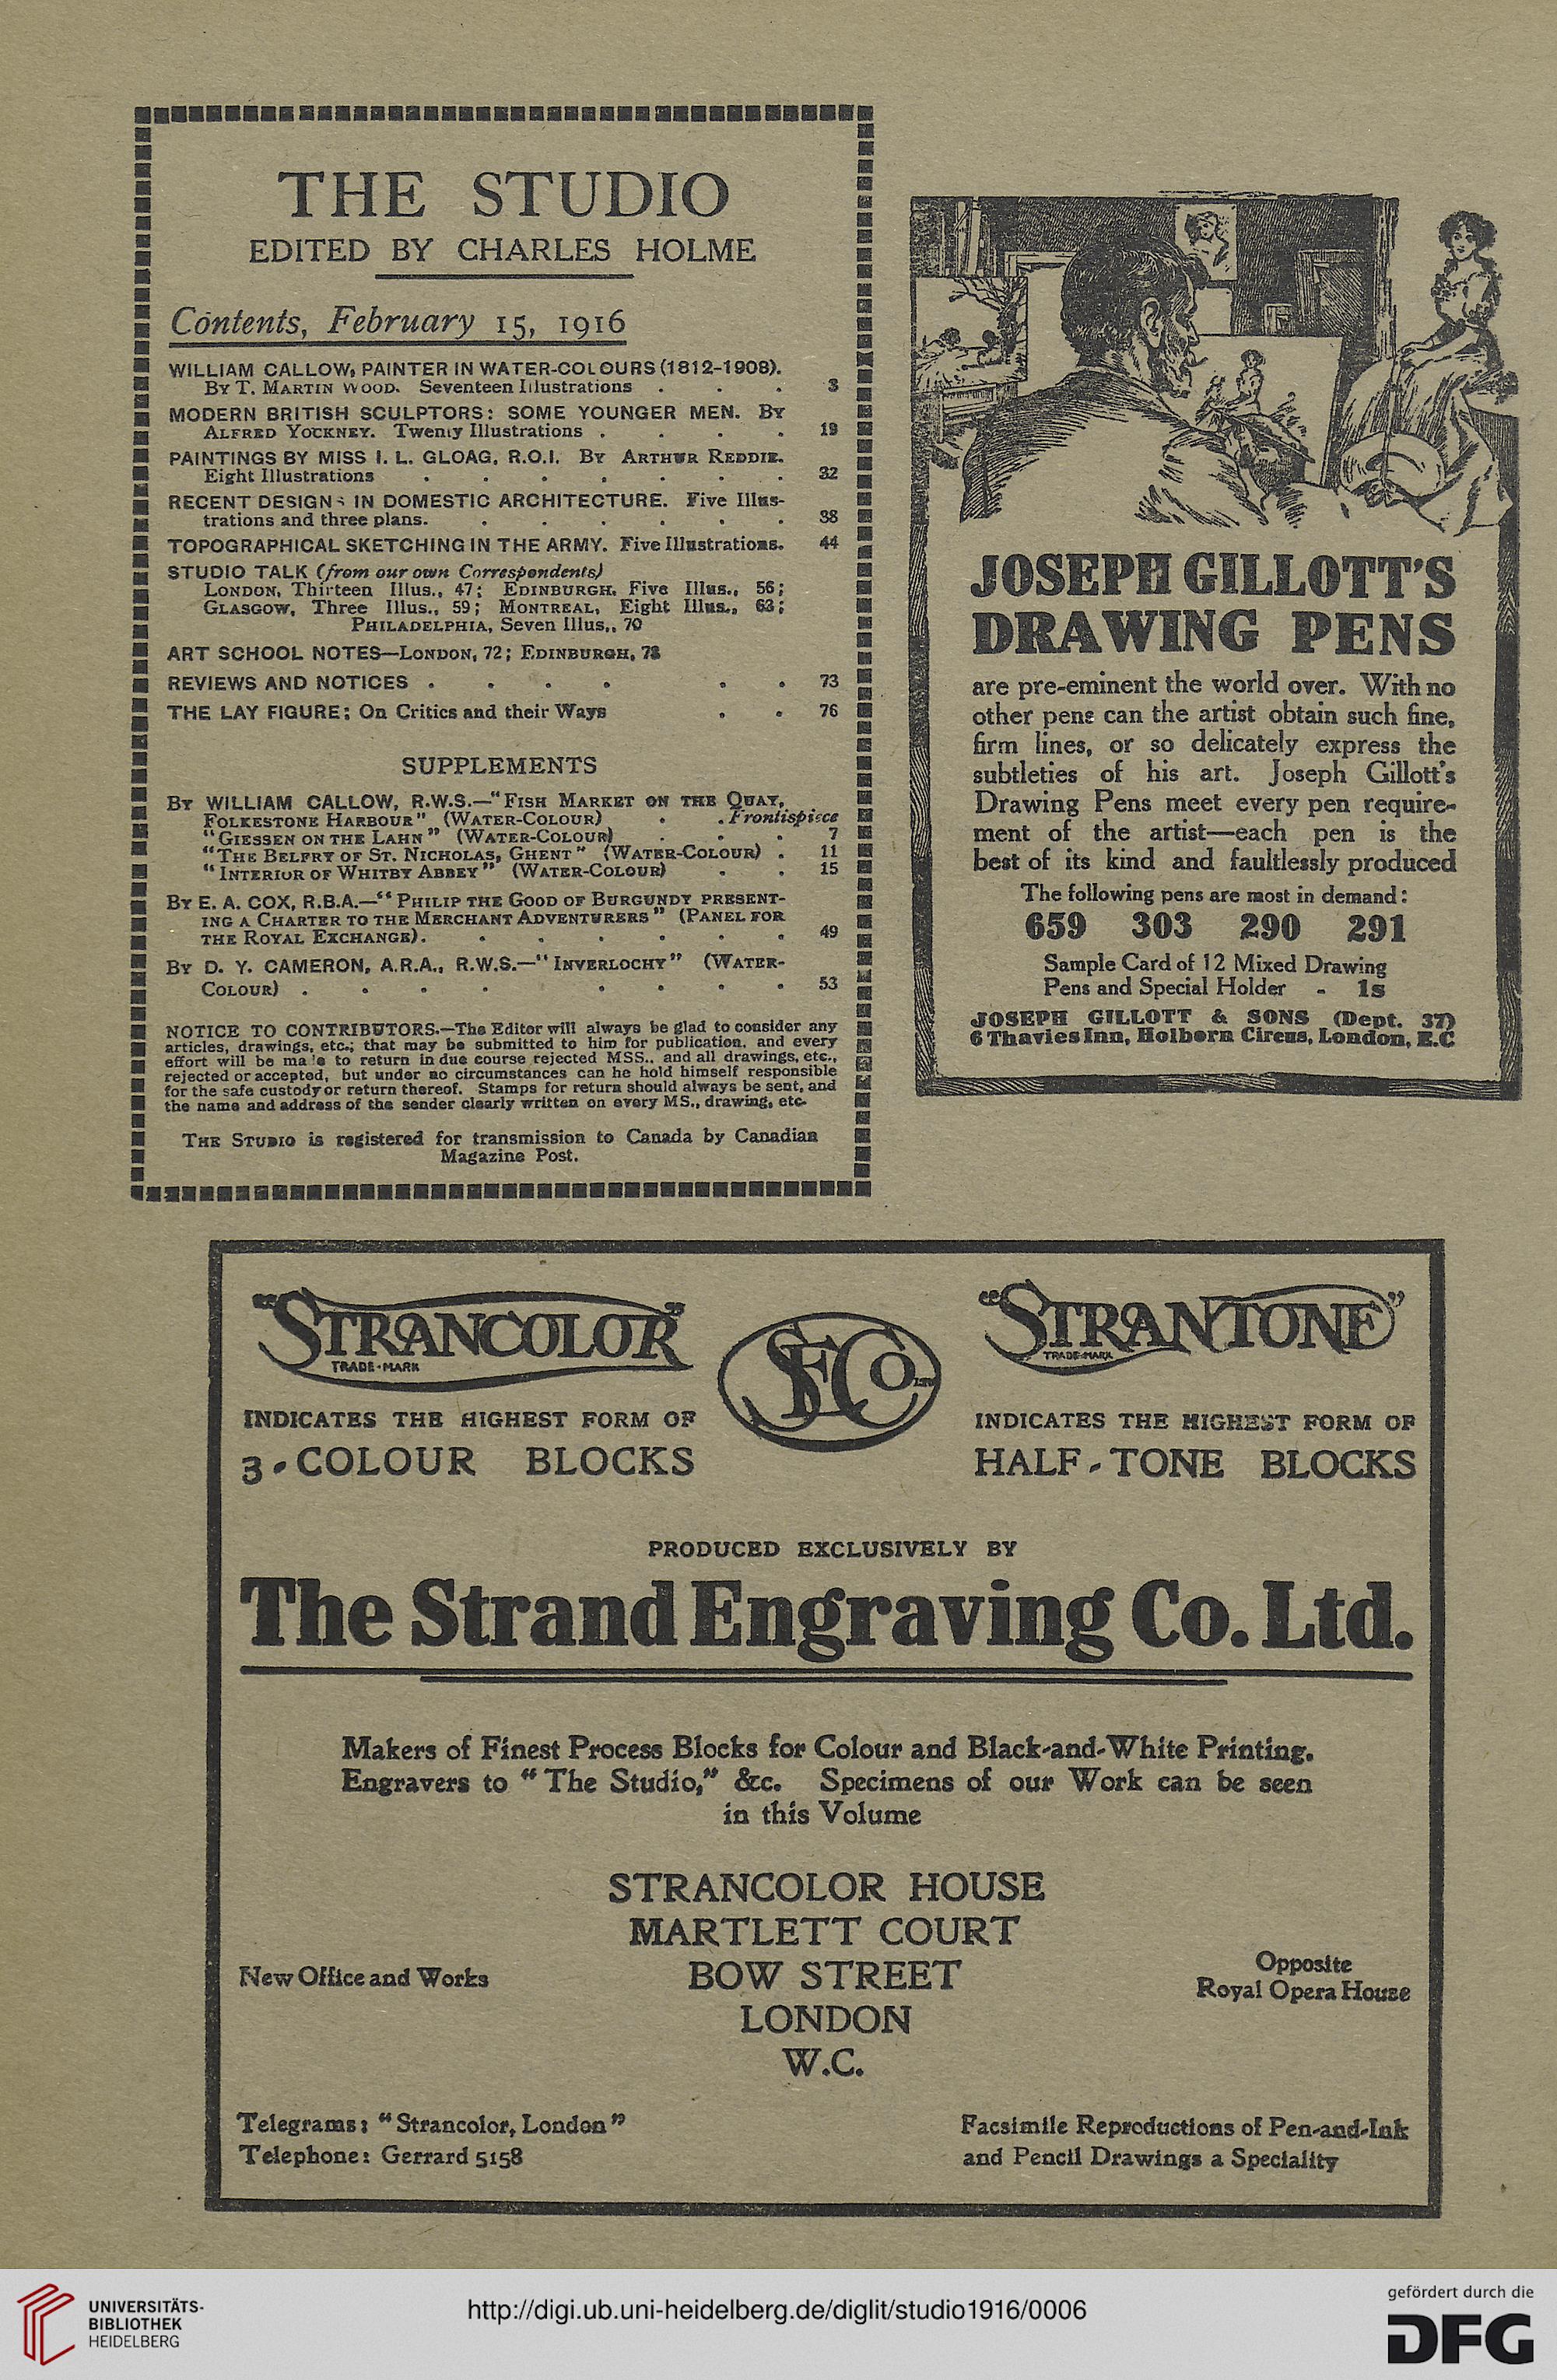 THE STUDIO
EDITED BY CHARLES HOLME
Contents, February 15, 1916
WILLIAM CALLOW, PAINTER IN WATER-COLOURS (1812-1908).
By T. Martin Wood. Seventeen Illustrations . . . 3
MODERN BRITISH SCULPTORS: SOME YOUNGER MEN. By
Alfred Yockney. Twenty Illustrations . . . . 19
PAINTINGS BY MISS I. L. GLOAG, R.O.I. By Arthur Reddie.
Eight Illustrations . . . . . . . 32
RECENT DESIGNS IN DOMESTIC ARCHITECTURE. Five Illus-
trations and three plans. . . . . . . 38
TOPOGRAPHICAL SKETCHING IN THE ARMY. Five Illustrations. 44
STUDIO TALK (from our own Correspondents)
London, Thirteen Illus., 47; Edinburgh, Five Illus., 56;
Glasgow, Three Illus., 59; Montreal, Eight Illus., 63;
Philadelphia, Seven Illus., 70
ART SCHOOL NOTES—London, 72; Edinburgh, 73
REVIEWS AND NOTICES . . . . . . 73
THE LAY FIGURE: On Critics and their Ways . . 76
SUPPLEMENTS
By WILLIAM CALLOW, R.W.S.—"Fish Market on the Quay,
Folkestone Harbour" (Water-Colour) . . Frontispiece
"Giessen on the Lahn" (Water-Colour) . . . 7
"The Belfry of St. Nicholas, Ghent" (Water-Colour) . 11
"Interior of Whitby Abbey" (Water-Colour) . . 15
By E. A. COX, R.B.A.—"Philip the Good of Burgundy present-
ing a Charter to the Merchant Adventurers" (Panel for
the Royal Exchange). . . . . . . 49
By D. Y. CAMERON, A.R.A., R.W.S.—"Inverlochy" (Water-
Colour) . . . . . . . . 53
NOTICE TO CONTRIBUTORS.—The Editor will always be glad to consider any
articles, drawings, etc.; that may be submitted to him for publication, and every
effort will be made to return in due course rejected MSS., and all drawings, etc.,
rejected or accepted, but under no circumstances can he hold himself responsible
for the safe custody or return thereof. Stamps for return should always be sent, and
the name and address of the sender clearly written on every MS., drawing, etc.
The Studio is registered for transmission to Canada by Canadian
Magazine Post.
JOSEPH GILLOTT'S
DRAWING PENS
are pre-eminent the world over. With no
other pens can the artist obtain such fine,
firm lines, or so delicately express the
subtleties of his art. Joseph Gillott's
Drawing Pens meet every pen require-
ment of the artist—each pen is the
best of its kind and faultlessly produced
The following pens are most in demand:
659 303 290 291
Sample Card of 12 Mixed Drawing
Pens and Special Holder - 1s
JOSEPH GILLOTT & SONS (Dept. 37)
6 Thavies Inn, Holborn Circus, London, E.C
"STRANCOLOR"
TRADE-MARK
INDICATES THE HIGHEST FORM OF
3-COLOUR BLOCKS
SECo LTD
"STRANTONE"
TRADE-MARK
INDICATES THE HIGHEST FORM OF
HALF-TONE BLOCKS
PRODUCED EXCLUSIVELY BY
The Strand Engraving Co. Ltd.
Makers of Finest Process Blocks for Colour and Black-and-White Printing.
Engravers to "The Studio," &c. Specimens of our Work can be seen
in this Volume
STRANCOLOR HOUSE
MARTLETT COURT
New Office and Works
BOW STREET
Opposite
Royal Opera House
LONDON
W.C.
Telegrams: "Strancolor, London"
Telephone: Gerrard 5158
Facsimile Reproductions of Pen-and-Ink
and Pencil Drawings a Speciality
UNIVERSITÄTS-
BIBLIOTHEK
HEIDELBERG
http://digi.ub.uni-heidelberg.de/diglit/studio1916/0006
gefördert durch die
DFG